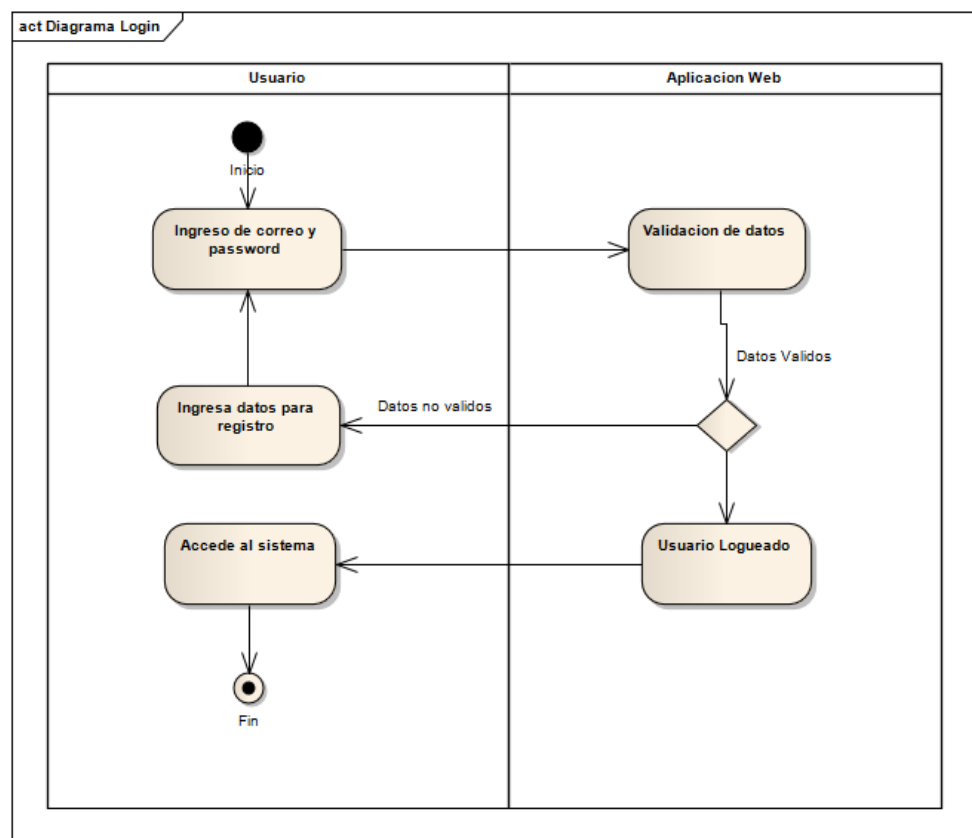 act Diagrama Login
Usuario
Aplicacion Web
Inicio
Ingreso de correo y
password
Validacion de datos
Datos Validos
Ingresa datos para
registro
Datos no validos
Accede al sistema
Usuario Logueado
Fin